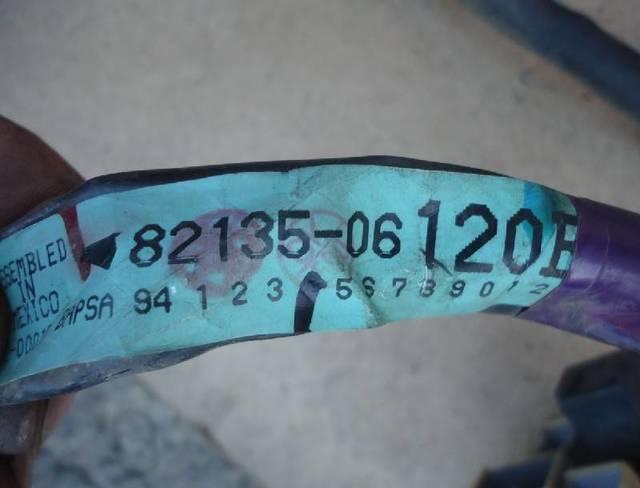 ASSEMBLED
IN
MEXICO
82135-06120B
94 1 2 3 5 6 7 8 9 0 1 2